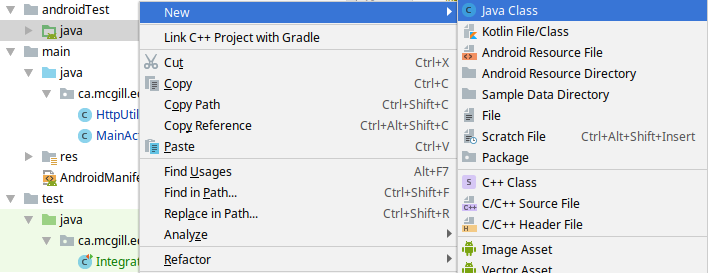 androidTest
java
main
java
ca.mcgill.ec
HttpUtil
MainAct
res
AndroidManife
test
java
ca.mcgill.ec
Integrat
New
Link C++ Project with Gradle
Cut Ctrl+X
Copy Ctrl+C
Copy Path Ctrl+Shift+C
Copy Reference Ctrl+Alt+Shift+C
Paste Ctrl+V
Find Usages Alt+F7
Find in Path... Ctrl+Shift+F
Replace in Path... Ctrl+Shift+R
Analyze
Refactor
Java Class
Kotlin File/Class
Android Resource File
Android Resource Directory
Sample Data Directory
File
Scratch File Ctrl+Alt+Shift+Insert
Package
C++ Class
C/C++ Source File
C/C++ Header File
Image Asset
Vector Asset